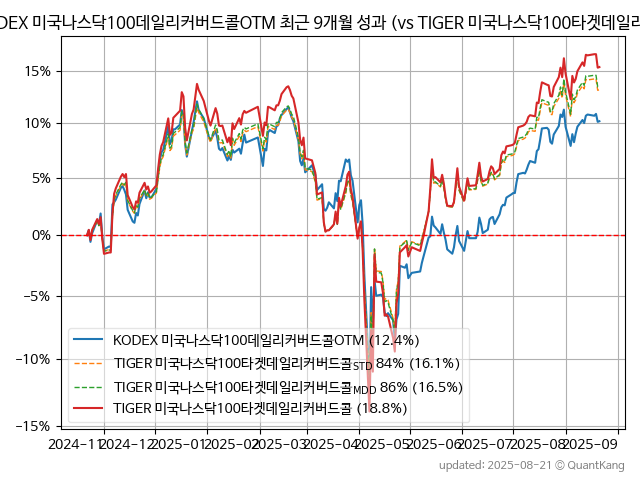 DEX 미국나스닥100데일리커버드콜OTM 최근 9개월 성과 (vs TIGER 미국나스닥100타겟데일리
15%
10%
5%
0%
−5%
−10%
−15%
KODEX 미국나스닥100데일리커버드콜OTM (12.4%)
TIGER 미국나스닥100타겟데일리커버드콜STD 84% (16.1%)
TIGER 미국나스닥100타겟데일리커버드콜MDD 86% (16.5%)
TIGER 미국나스닥100타겟데일리커버드콜 (18.8%)
2024-11 2024-12 2025-01 2025-02 2025-03 2025-04 2025-05 2025-06 2025-07 2025-08 2025-09
updated: 2025-08-21 © QuantKang